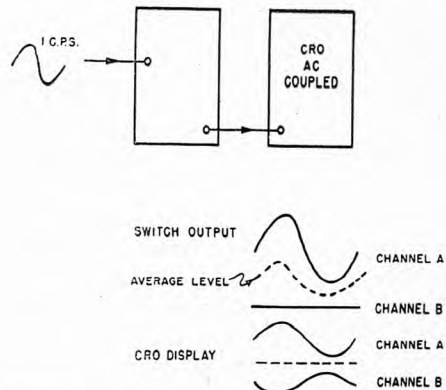 1 C.P.S.
CRO
AC
COUPLED
SWITCH OUTPUT
CHANNEL A
AVERAGE LEVEL
CHANNEL B
CHANNEL A
CRO DISPLAY
CHANNEL B